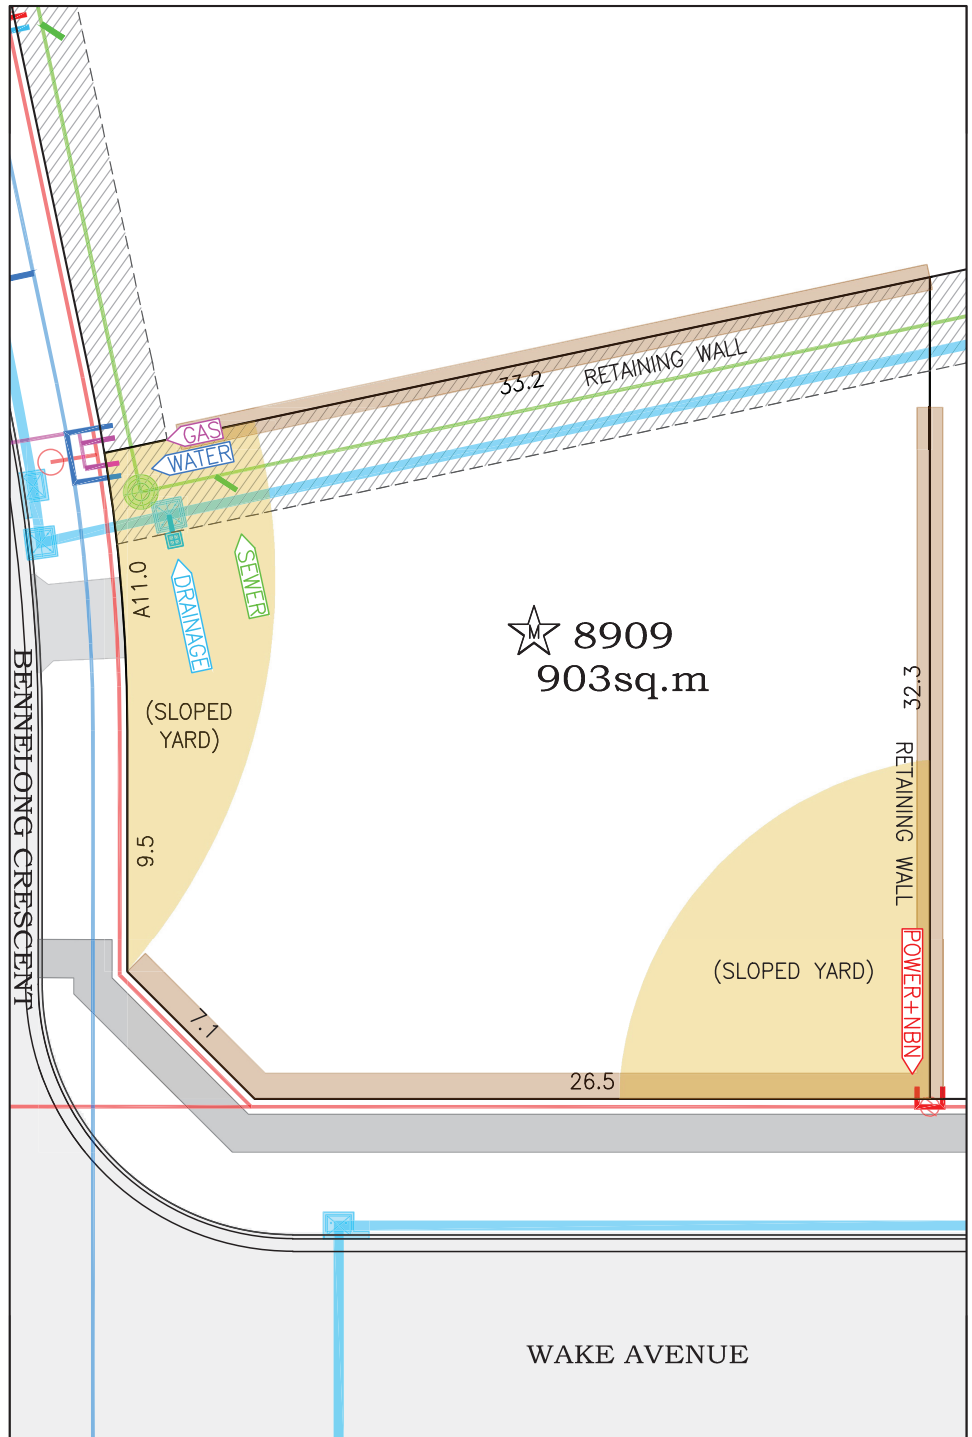 33.2
RETAINING WALL
GAS
WATER
SEWER
DRAINAGE
A11.0
M
8909
903sq.m
(SLOPED
YARD)
32.3
RETAINING WALL
9.5
BENNELONG CRESCENT
POWER+NBN
(SLOPED YARD)
7.1
26.5
WAKE AVENUE